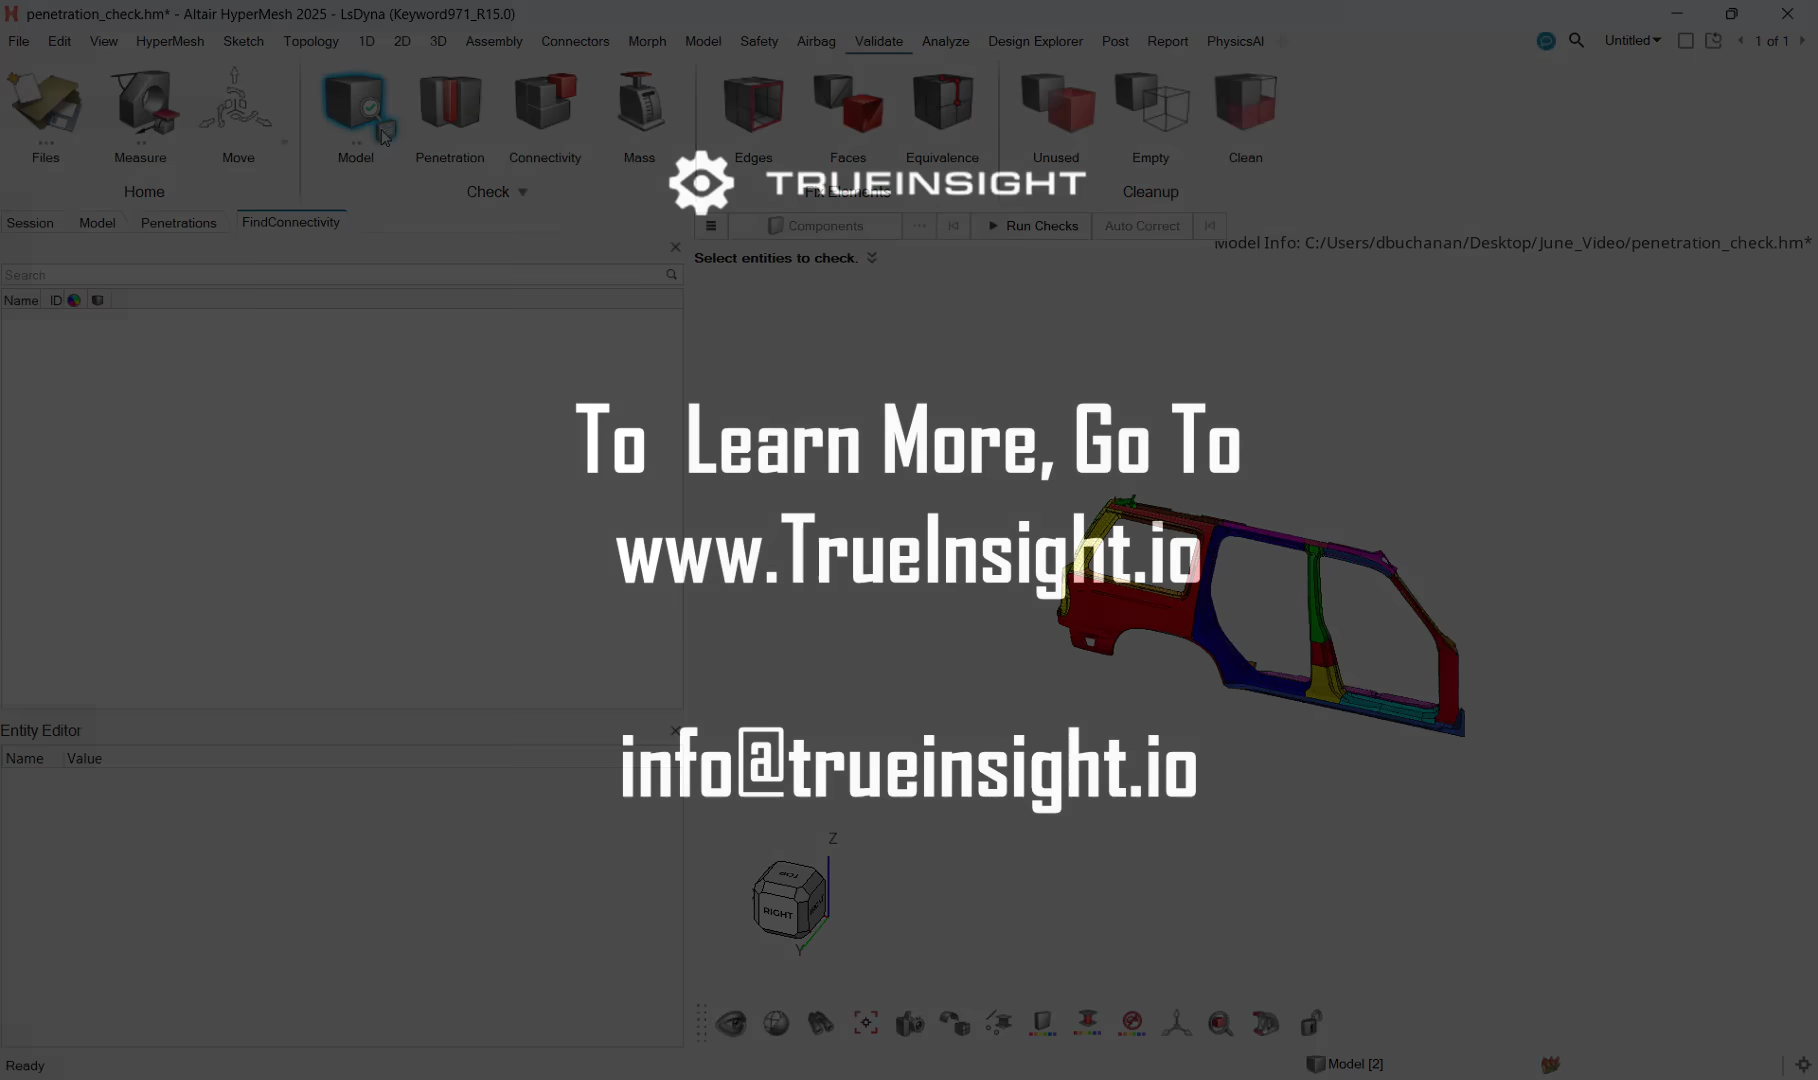 penetration_check.hm* - Altair HyperMesh 2025 - LsDyna (Keyword971_R15.0)
File Edit View HyperMesh Sketch Topology 1D 2D 3D Assembly Connectors Morph Model Safety Airbag Validate Analyze Design Explorer Post Report PhysicsAI Untitled 1 of 1
Files Measure Move Model Penetration Connectivity Mass Edges Faces Equivalence Unused Empty Clean
Home Check Fix Elements Cleanup
TRUEINSIGHT
Session Model Penetrations FindConnectivity
Components ... Run Checks Auto Correct
Model Info: C:/Users/dbuchanan/Desktop/June_Video/penetration_check.hm*
Select entities to check.
Search
Name ID
To Learn More, Go To
www.TrueInsight.io
info@trueinsight.io
Entity Editor
Name Value
Z
TOP
RIGHT
Y
Ready
Model [2]